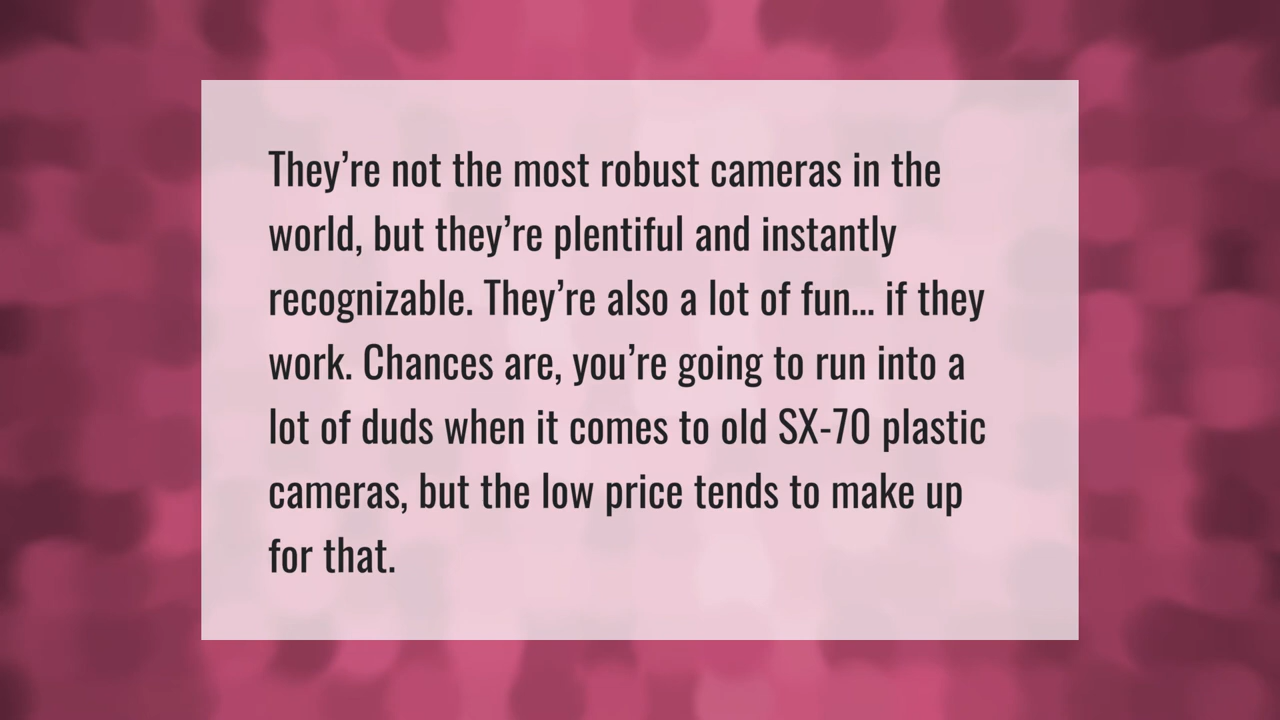 They’re not the most robust cameras in the
world, but they’re plentiful and instantly
recognizable. They’re also a lot of fun... if they
work. Chances are, you’re going to run into a
lot of duds when it comes to old SX-70 plastic
cameras, but the low price tends to make up
for that.